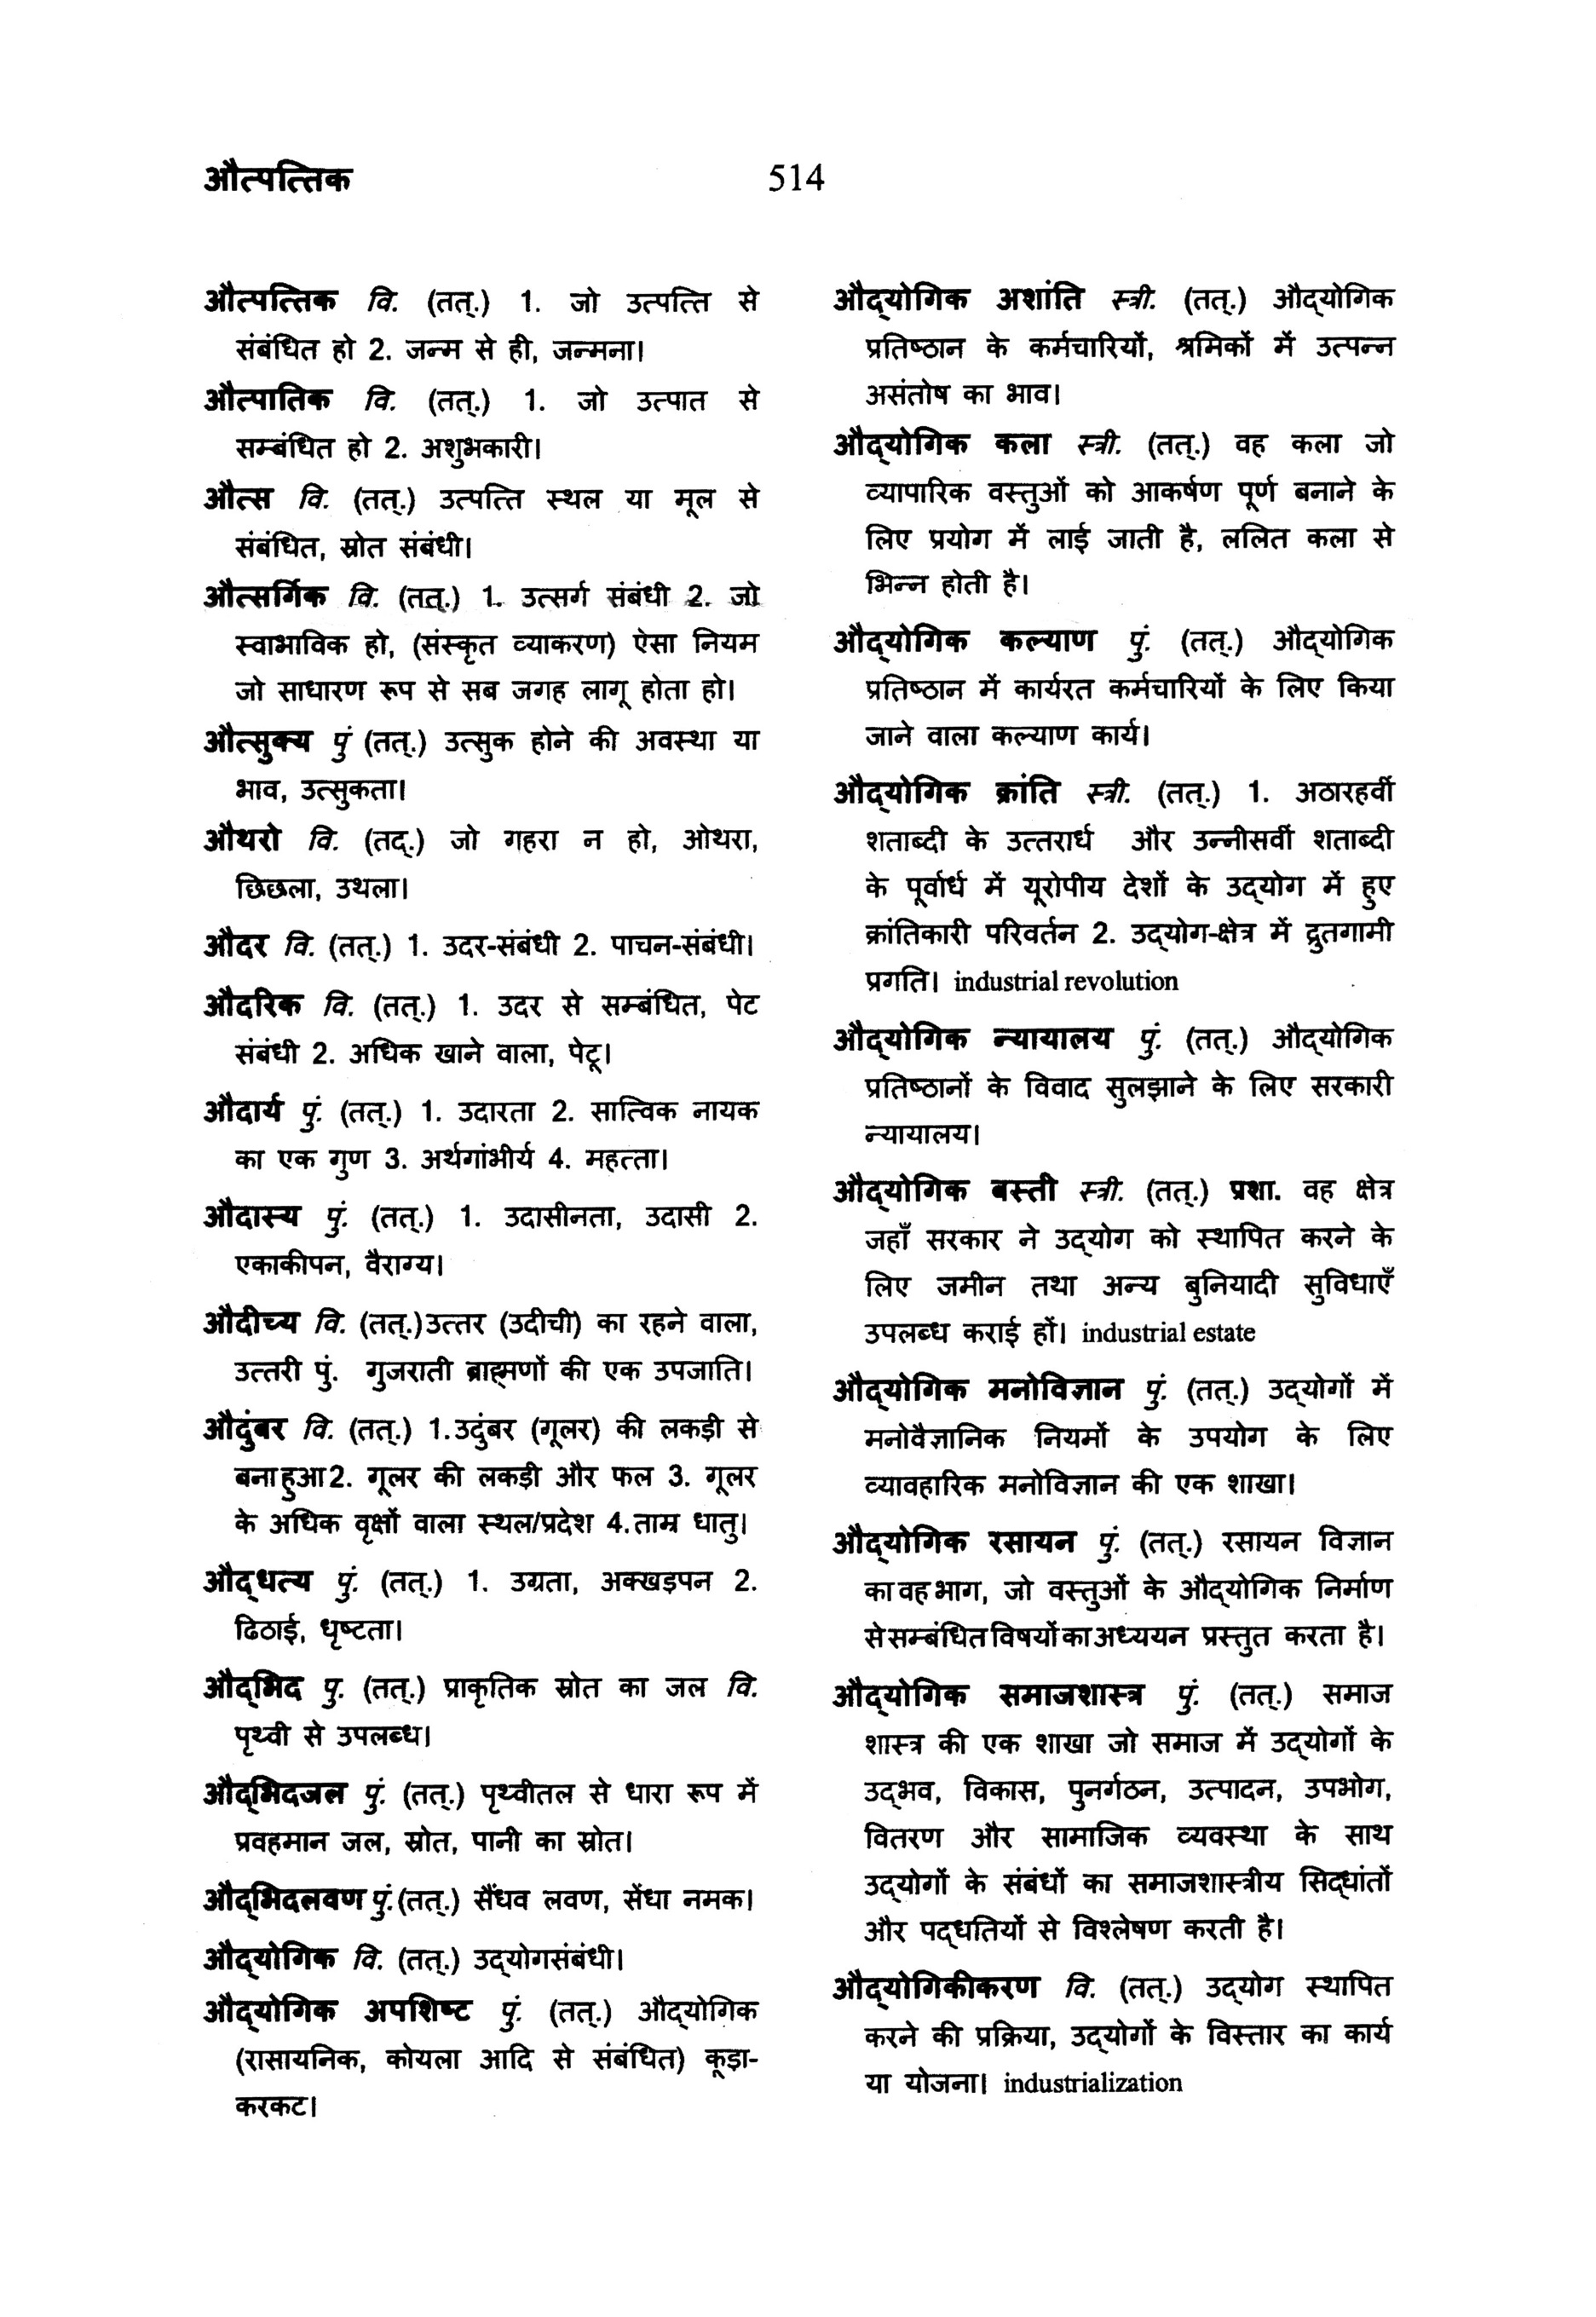 औत्पत्तिक
514
औत्पत्तिक वि. (तत्.) 1. जो उत्पत्ति से
संबंधित हो 2. जन्म से ही, जन्मना।
औत्पातिक वि. (तत्.) 1. जो उत्पात से
सम्बंधित हो 2. अशुभकारी।
औत्स वि. (तत्.) उत्पत्ति स्थल या मूल से
संबंधित, स्रोत संबंधी।
औत्सर्गिक वि. (तत्.) 1. उत्सर्ग संबंधी 2. जो
स्वाभाविक हो, (संस्कृत व्याकरण) ऐसा नियम
जो साधारण रूप से सब जगह लागू होता हो।
औत्सुक्य पुं (तत्.) उत्सुक होने की अवस्था या
भाव, उत्सुकता।
औथरो वि. (तद्.) जो गहरा न हो, ओथरा,
छिछला, उथला।
औदर वि. (तत्.) 1. उदर-संबंधी 2. पाचन-संबंधी।
औदरिक वि. (तत्.) 1. उदर से सम्बंधित, पेट
संबंधी 2. अधिक खाने वाला, पेटू।
औदार्य पुं. (तत्.) 1. उदारता 2. सात्विक नायक
का एक गुण 3. अर्थगांभीर्य 4. महत्ता।
औदास्य पुं. (तत्.) 1. उदासीनता, उदासी 2.
एकाकीपन, वैराग्य।
औदीच्य वि. (तत्.)उत्तर (उदीची) का रहने वाला,
उत्तरी पुं. गुजराती ब्राह्मणों की एक उपजाति।
औदुंबर वि. (तत्.) 1.उदुंबर (गूलर) की लकड़ी से
बना हुआ 2. गूलर की लकड़ी और फल 3. गूलर
के अधिक वृक्षों वाला स्थल/प्रदेश 4.ताम्र धातु।
औद्‌धत्य पुं. (तत्.) 1. उग्रता, अक्खड़पन 2.
ढिठाई, धृष्टता।
औद्‌भिद पु. (तत्.) प्राकृतिक स्रोत का जल वि.
पृथ्वी से उपलब्ध।
औद्‌भिदजल पुं. (तत्.) पृथ्वीतल से धारा रूप में
प्रवहमान जल, स्रोत, पानी का स्रोत।
औद्‌भिदलवण पुं.(तत्.) सैंधव लवण, सेंधा नमक।
औद्‌योगिक वि. (तत्.) उद्‌योगसंबंधी।
औद्‌योगिक अपशिष्ट पुं. (तत्.) औद्‌योगिक
(रासायनिक, कोयला आदि से संबंधित) कूड़ा-
करकट।
औद्‌योगिक अशांति स्त्री. (तत्.) औद्‌योगिक
प्रतिष्ठान के कर्मचारियों, श्रमिकों में उत्पन्न
असंतोष का भाव।
औद्‌योगिक कला स्त्री. (तत्.) वह कला जो
व्यापारिक वस्तुओं को आकर्षण पूर्ण बनाने के
लिए प्रयोग में लाई जाती है, ललित कला से
भिन्न होती है।
औद्‌योगिक कल्याण पुं. (तत्.) औद्‌योगिक
प्रतिष्ठान में कार्यरत कर्मचारियों के लिए किया
जाने वाला कल्याण कार्य।
औद्‌योगिक क्रांति स्त्री. (तत्.) 1. अठारहवीं
शताब्दी के उत्तरार्ध और उन्नीसवीं शताब्दी
के पूर्वार्ध में यूरोपीय देशों के उद्‌योग में हुए
क्रांतिकारी परिवर्तन 2. उद्‌योग-क्षेत्र में द्रुतगामी
प्रगति। industrial revolution
औद्‌योगिक न्यायालय पुं. (तत्.) औद्‌योगिक
प्रतिष्ठानों के विवाद सुलझाने के लिए सरकारी
न्यायालय।
औद्‌योगिक बस्ती स्त्री. (तत्.) प्रशा. वह क्षेत्र
जहाँ सरकार ने उद्‌योग को स्थापित करने के
लिए जमीन तथा अन्य बुनियादी सुविधाएँ
उपलब्ध कराई हों। industrial estate
औद्‌योगिक मनोविज्ञान पुं. (तत्.) उद्‌योगों में
मनोवैज्ञानिक नियमों के उपयोग के लिए
व्यावहारिक मनोविज्ञान की एक शाखा।
औद्‌योगिक रसायन पुं. (तत्.) रसायन विज्ञान
का वह भाग, जो वस्तुओं के औद्‌योगिक निर्माण
से सम्बंधित विषयों का अध्ययन प्रस्तुत करता है।
औद्‌योगिक समाजशास्त्र पुं. (तत्.) समाज
शास्त्र की एक शाखा जो समाज में उद्‌योगों के
उद्‌भव, विकास, पुनर्गठन, उत्पादन, उपभोग,
वितरण और सामाजिक व्यवस्था के साथ
उद्‌योगों के संबंधों का समाजशास्त्रीय सिद्‌धांतों
और पद्‌धतियों से विश्लेषण करती है।
औद्‌योगिकीकरण वि. (तत्.) उद्‌योग स्थापित
करने की प्रक्रिया, उद्‌योगों के विस्तार का कार्य
या योजना। industrialization